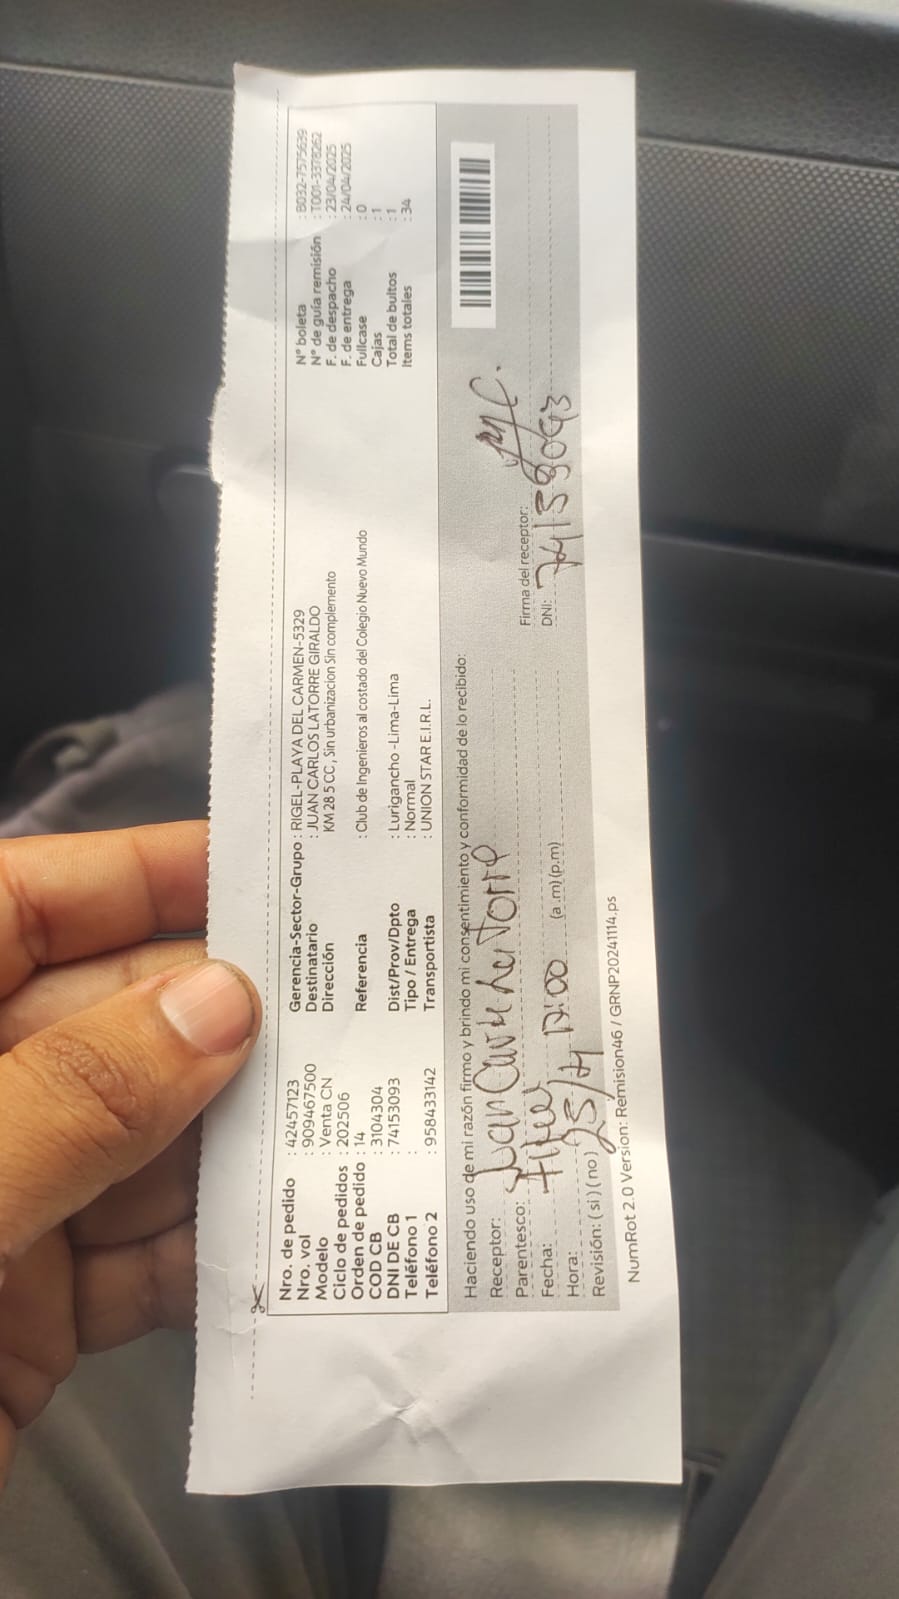 Nro. de pedido : 42457123
Nro. vol : 909467500
Modelo : Venta CN
Ciclo de pedidos : 202506
Orden de pedido : 14
COD CB : 3104304
DNI DE CB : 74153093
Teléfono 1 :
Teléfono 2 : 958433142
Gerencia-Sector-Grupo : RIGEL-PLAYA DEL CARMEN-5329
Destinatario : JUAN CARLOS LATORRE GIRALDO
Dirección KM 28 5 CC , Sin urbanizacion Sin complemento
Referencia : Club de Ingenieros al costado del Colegio Nuevo Mundo
Dist/Prov/Dpto : Lurigancho -Lima-Lima
Tipo / Entrega : Normal
Transportista : UNION STAR E.I.R.L.
N° boleta : B032-7575639
N° de guía remisión : T001-3378262
F. de despacho : 23/04/2025
F. de entrega : 24/04/2025
Fullcase : 0
Cajas : 1
Total de bultos : 1
Items totales : 34
Haciendo uso de mi razón firmo y brindo mi consentimiento y conformidad de lo recibido:
Receptor: La Torre
Parentesco:
Fecha: 25/4
Hora: 12:00 (a .m) (p.m)
Revisión: ( si ) ( no )
Firma del receptor:
DNI: 74153093
NumRot 2.0 Version: Remision46 / GRNP20241114.ps